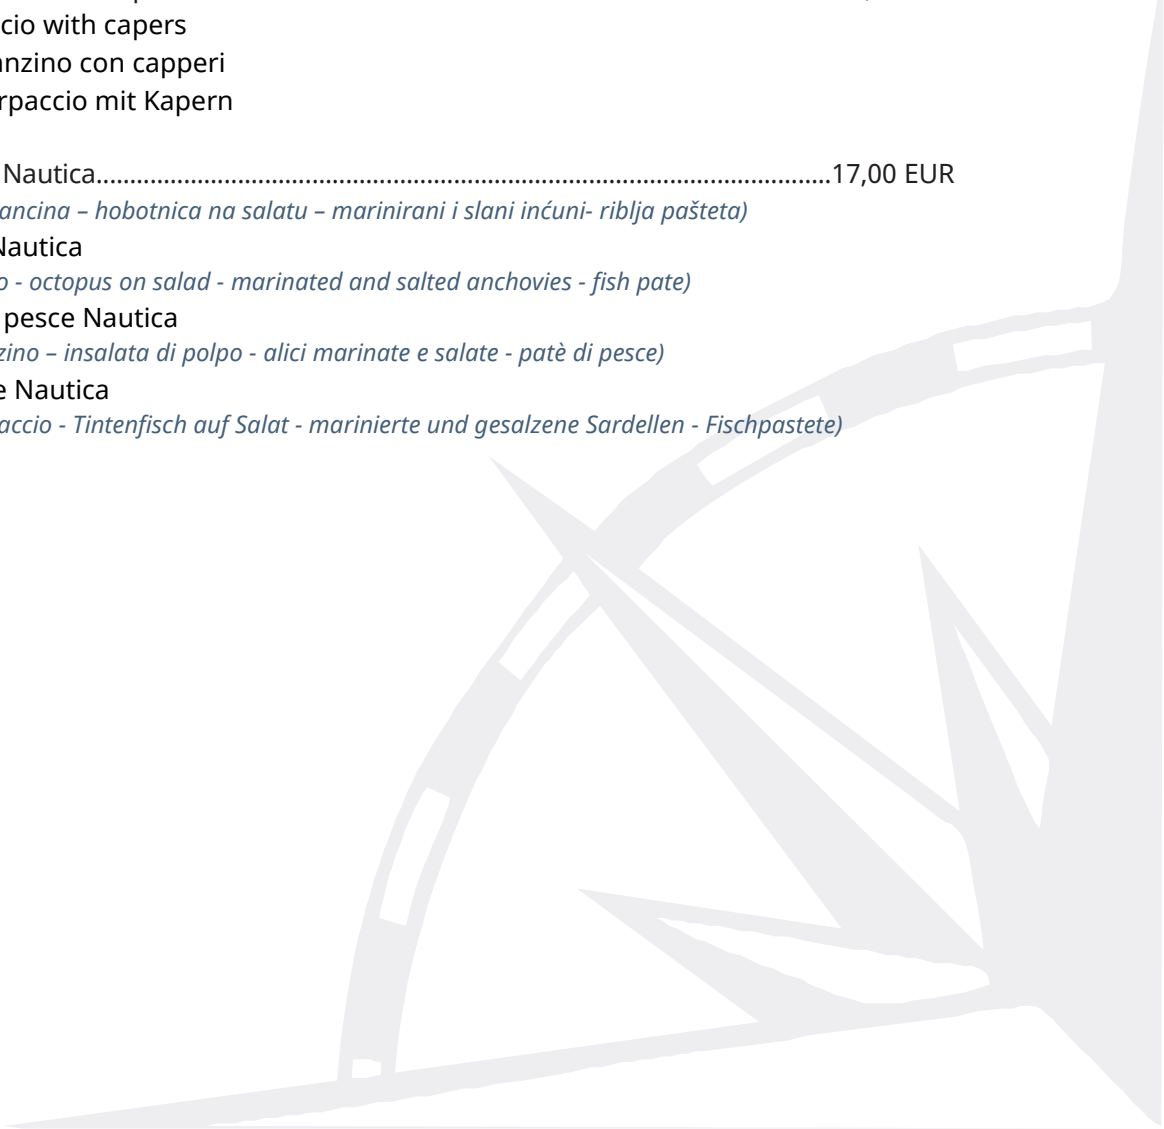 cio with capers
anzino con capperi
rpaccio mit Kapern
Nautica.............................................................................................................17,00 EUR
ancina – hobotnica na salatu – marinirani i slani inćuni- riblja pašteta)
Nautica
o - octopus on salad - marinated and salted anchovies - fish pate)
pesce Nautica
zino – insalata di polpo - alici marinate e salate - patè di pesce)
e Nautica
accio - Tintenfisch auf Salat - marinierte und gesalzene Sardellen - Fischpastete)